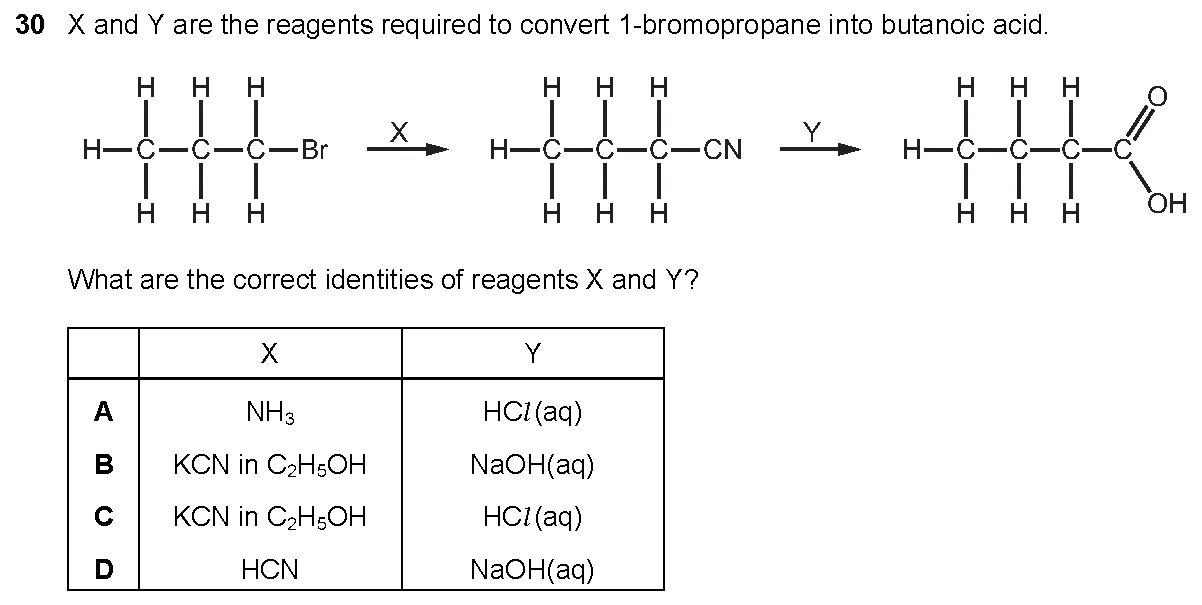 30 X and Y are the reagents required to convert 1-bromopropane into butanoic acid.
H H H H H H H H H O
H C C C Br X H C C C CN Y H C C C C
H H H H H H H H H OH
What are the correct identities of reagents X and Y?
X Y
A NH₃ HCl(aq)
B KCN in C₂H₅OH NaOH(aq)
C KCN in C₂H₅OH HCl(aq)
D HCN NaOH(aq)